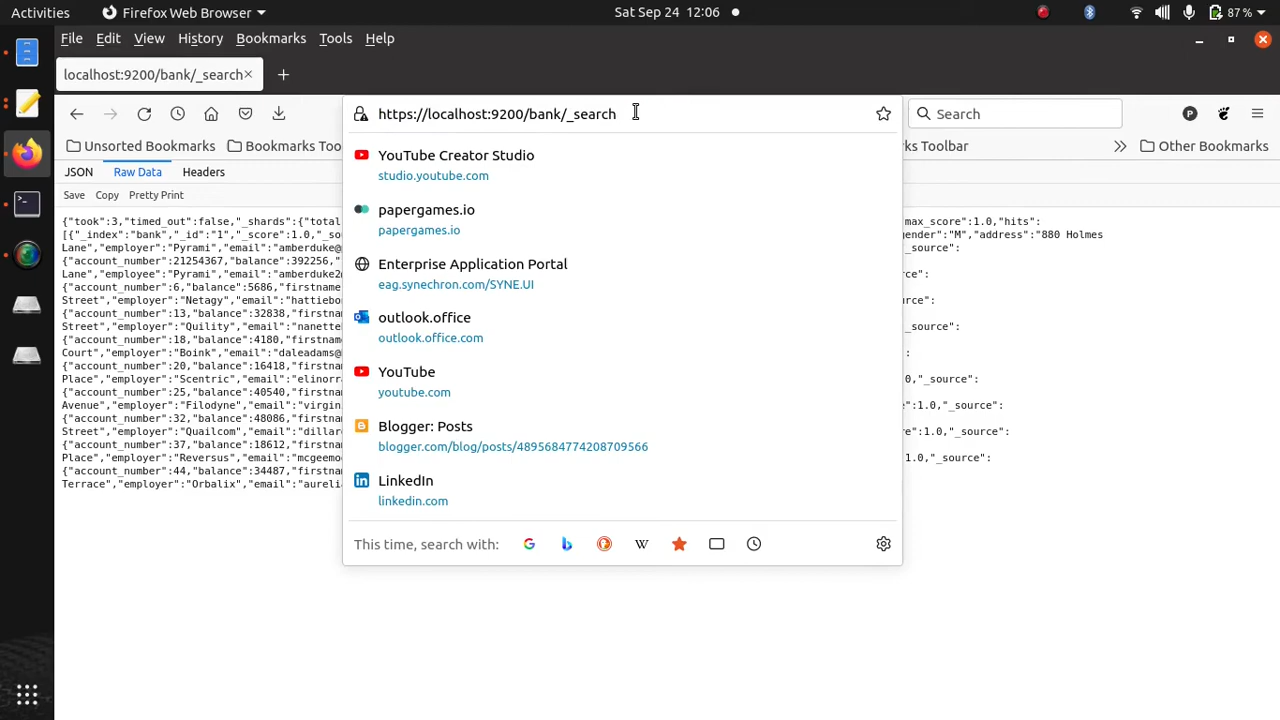 Activities
Firefox Web Browser
Sat Sep 24 12:06
87 %
File Edit View History Bookmarks Tools Help
localhost:9200/bank/_search
https://localhost:9200/bank/_search
Search
Unsorted Bookmarks
Bookmarks Too
ks Toolbar
Other Bookmarks
JSON Raw Data Headers
Save Copy Pretty Print
YouTube Creator Studio
studio.youtube.com
papergames.io
papergames.io
Enterprise Application Portal
eag.synechron.com/SYNE.UI
outlook.office
outlook.office.com
YouTube
youtube.com
Blogger: Posts
blogger.com/blog/posts/4895684774208709566
LinkedIn
linkedin.com
This time, search with:
{"took":3,"timed_out":false,"_shards":{"total max_score":1.0,"hits":
[{"_index":"bank","_id":"1","_score":1.0,"_so ender":"M","address":"880 Holmes
Lane","employer":"Pyrami","email":"amberduke@ "_source":
{"account_number":21254367,"balance":392256,"
Lane","employee":"Pyrami","email":"amberduke2 "_source":
{"account_number":6,"balance":5686,"firstname
Street","employer":"Netagy","email":"hattiebo "_source":
{"account_number":13,"balance":32838,"firstna
Street","employer":"Quility","email":"nanette "_source":
{"account_number":18,"balance":4180,"firstnam
Court","employer":"Boink","email":"daleadams@
{"account_number":20,"balance":16418,"firstna
Place","employer":"Scentric","email":"elinorr 0,"_source":
{"account_number":25,"balance":40540,"firstna
Avenue","employer":"Filodyne","email":"virgin e":1.0,"_source":
{"account_number":32,"balance":48086,"firstna
Street","employer":"Quailcom","email":"dillar ore":1.0,"_source":
{"account_number":37,"balance":18612,"firstna
Place","employer":"Reversus","email":"mcgeemo ":1.0,"_source":
{"account_number":44,"balance":34487,"firstna
Terrace","employer":"Orbalix","email":"aureli